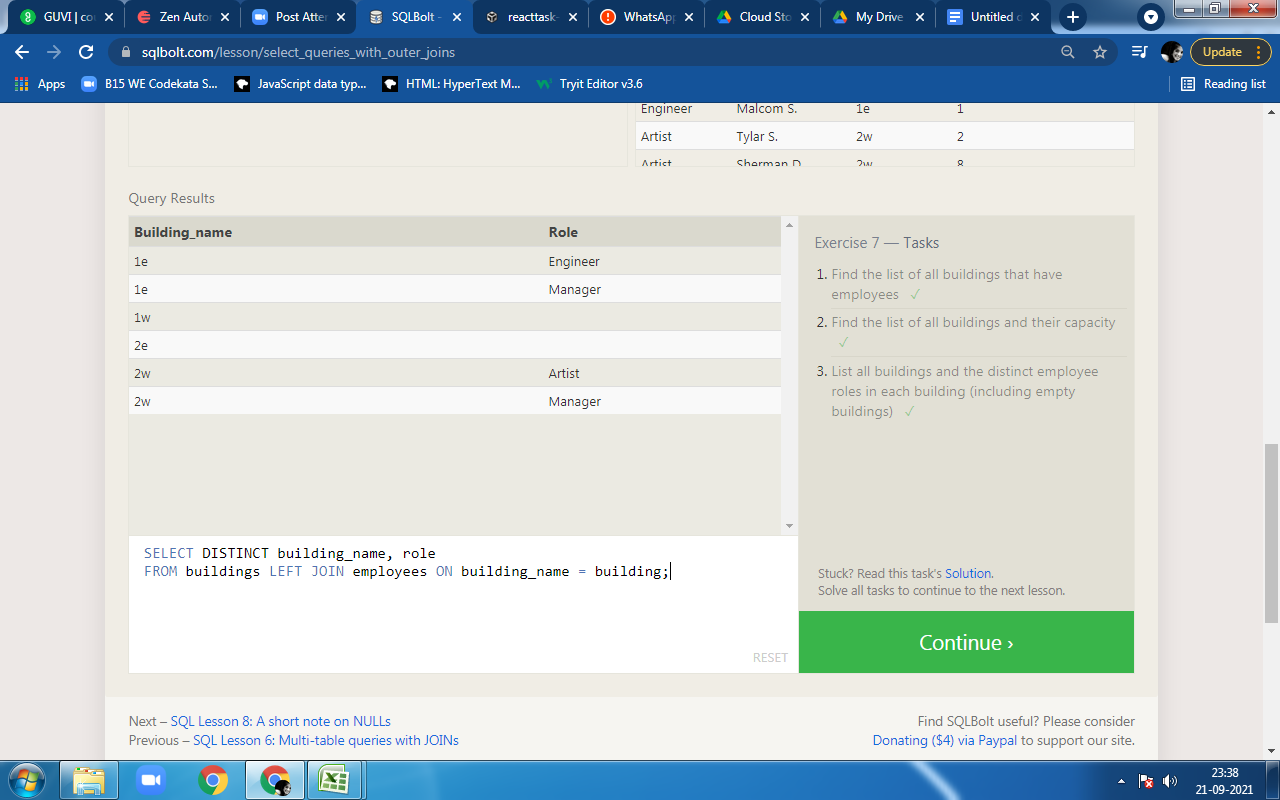 GUVI | co
Zen Auto
Post Atte
SQLBolt -
reacttask-
WhatsApp
Cloud Sto
My Drive
Untitled
sqlbolt.com/lesson/select_queries_with_outer_joins
Update
Apps
B15 WE Codekata S...
JavaScript data typ...
HTML: HyperText M...
Tryit Editor v3.6
Reading list
Engineer Malcom S. 1e 1
Artist Tylar S. 2w 2
Artist Sherman D. 2w 8
Query Results
Building_name Role
1e Engineer
1e Manager
1w
2e
2w Artist
2w Manager
SELECT DISTINCT building_name, role
FROM buildings LEFT JOIN employees ON building_name = building;
RESET
Exercise 7 — Tasks
1. Find the list of all buildings that have
employees ✓
2. Find the list of all buildings and their capacity
✓
3. List all buildings and the distinct employee
roles in each building (including empty
buildings) ✓
Stuck? Read this task's Solution.
Solve all tasks to continue to the next lesson.
Continue ›
Next – SQL Lesson 8: A short note on NULLs
Previous – SQL Lesson 6: Multi-table queries with JOINs
Find SQLBolt useful? Please consider
Donating ($4) via Paypal to support our site.
23:38
21-09-2021